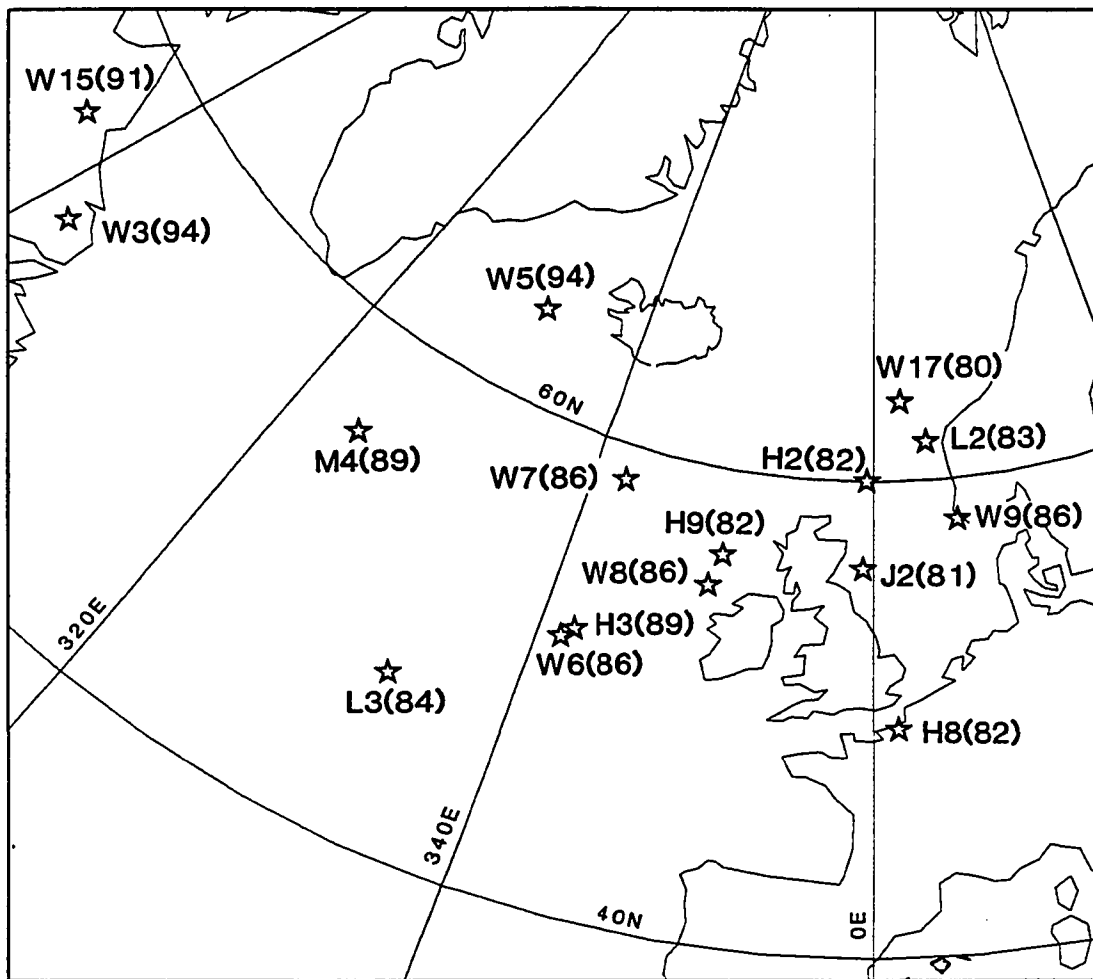 W15(91)
W3(94)
W5(94)
W17(80)
60N
M4(89)
L2(83)
H2(82)
W7(86)
W9(86)
H9(82)
W8(86)
J2(81)
320E
H3(89)
W6(86)
L3(84)
H8(82)
340E
40N
0E